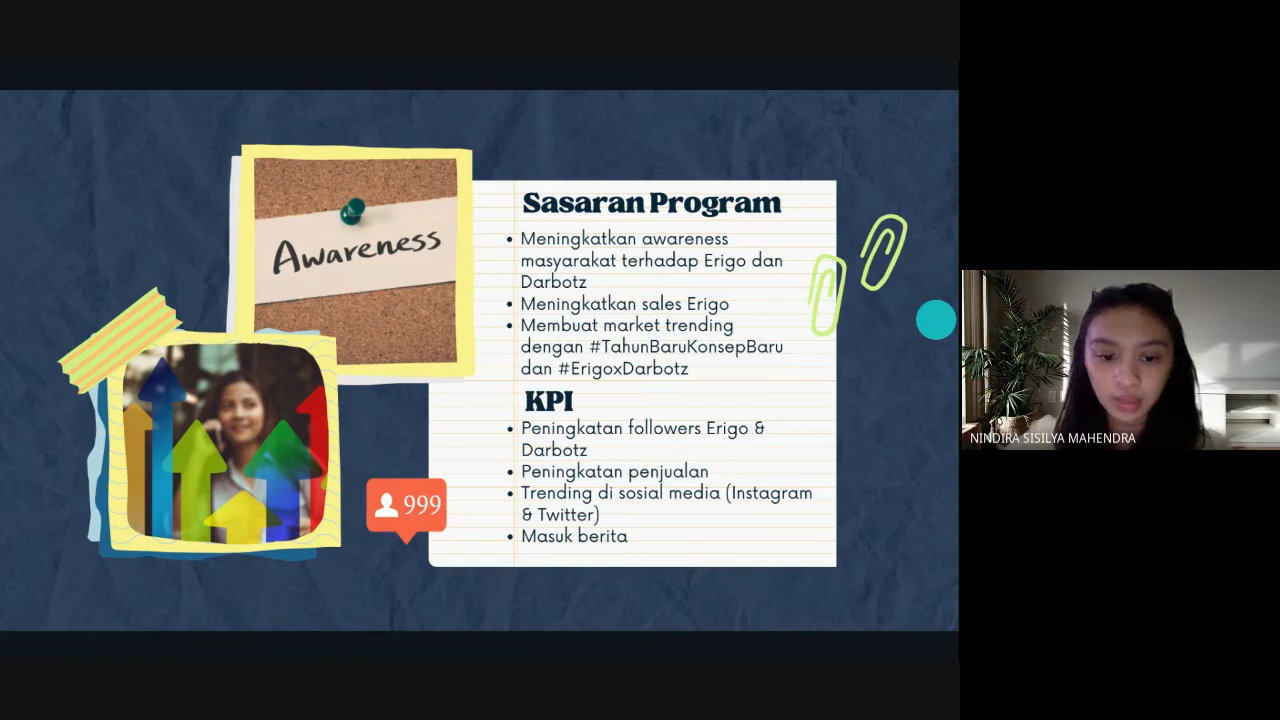 Awareness
Sasaran Program
• Meningkatkan awareness
masyarakat terhadap Erigo dan
Darbotz
• Meningkatkan sales Erigo
• Membuat market trending
dengan #TahunBaruKonsepBaru
dan #ErigoxDarbotz
KPI
• Peningkatan followers Erigo &
Darbotz
• Peningkatan penjualan
• Trending di sosial media (Instagram
& Twitter)
• Masuk berita
999
NINDIRA SISILYA MAHENDRA